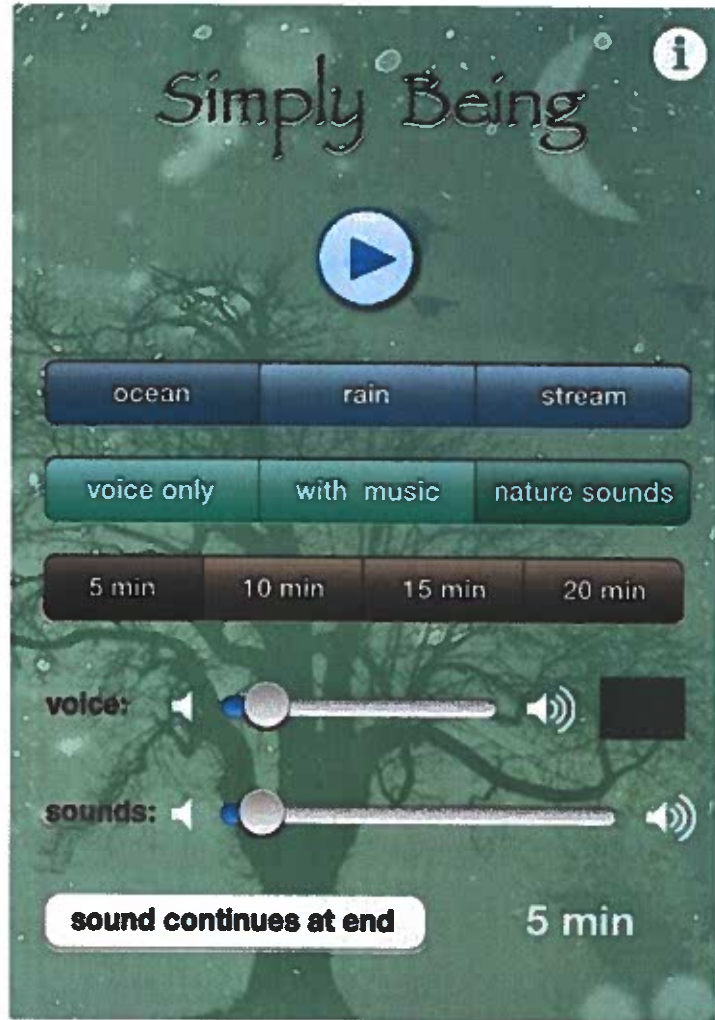 i
Simply Being
ocean rain stream
voice only with music nature sounds
5 min 10 min 15 min 20 min
voice:
sounds:
sound continues at end 5 min